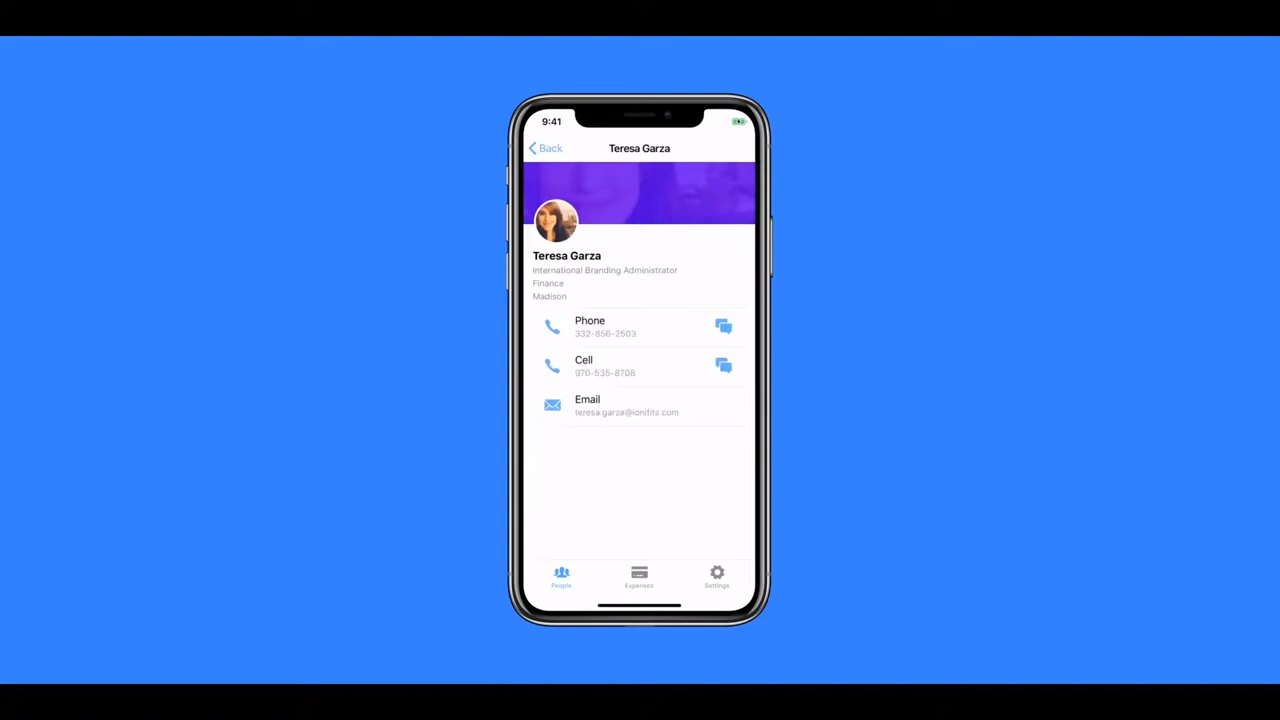 9:41
Back
Teresa Garza
Teresa Garza
International Branding Administrator
Finance
Madison
Phone
332-856-2503
Cell
970-535-8708
Email
teresa.garza@ionifits.com
People
Expenses
Settings